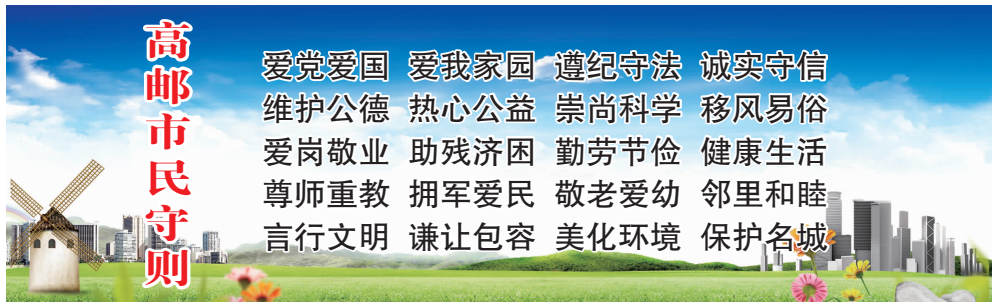 高邮市民守则
爱党爱国 爱我家园 遵纪守法 诚实守信
维护公德 热心公益 崇尚科学 移风易俗
爱岗敬业 助残济困 勤劳节俭 健康生活
尊师重教 拥军爱民 敬老爱幼 邻里和睦
言行文明 谦让包容 美化环境 保护名城